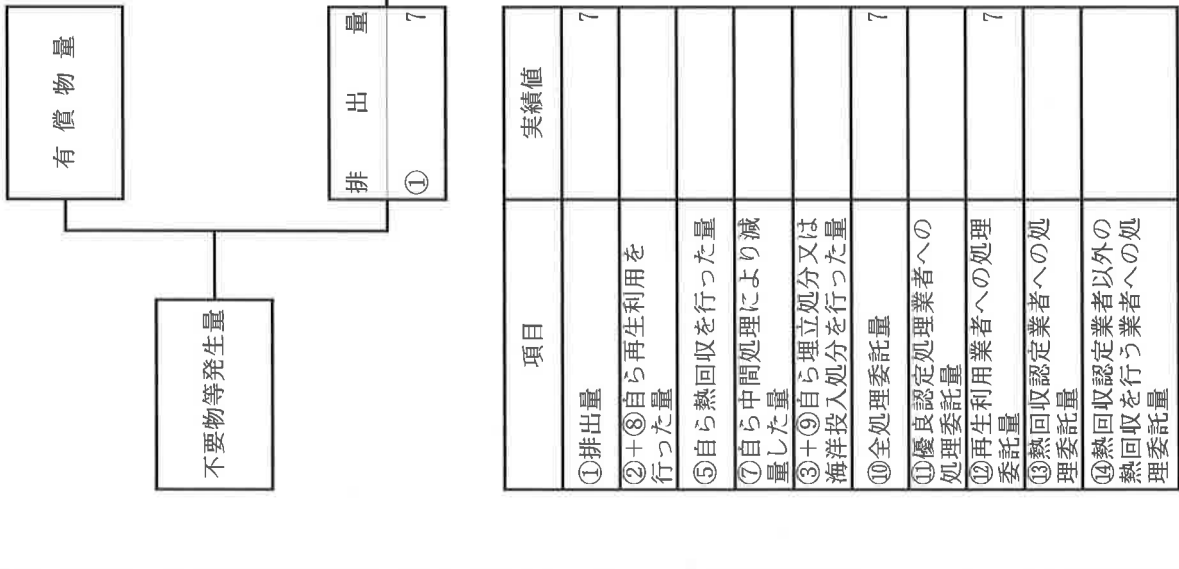 有償物量
不要物等発生量
排出量
① 7
項目 実績値
①排出量 7
②+⑧自ら再生利用を
行った量
⑤自ら熱回収を行った量
⑦自ら中間処理により減
量した量
③+⑨自ら埋立処分又は
海洋投入処分を行った量
⑩全処理委託量 7
⑪優良認定処理業者への
処理委託量
⑫再生利用業者への処理
委託量 7
⑬熱回収認定業者への処
理委託量
⑭熱回収認定業者以外の
熱回収を行う業者への処
理委託量